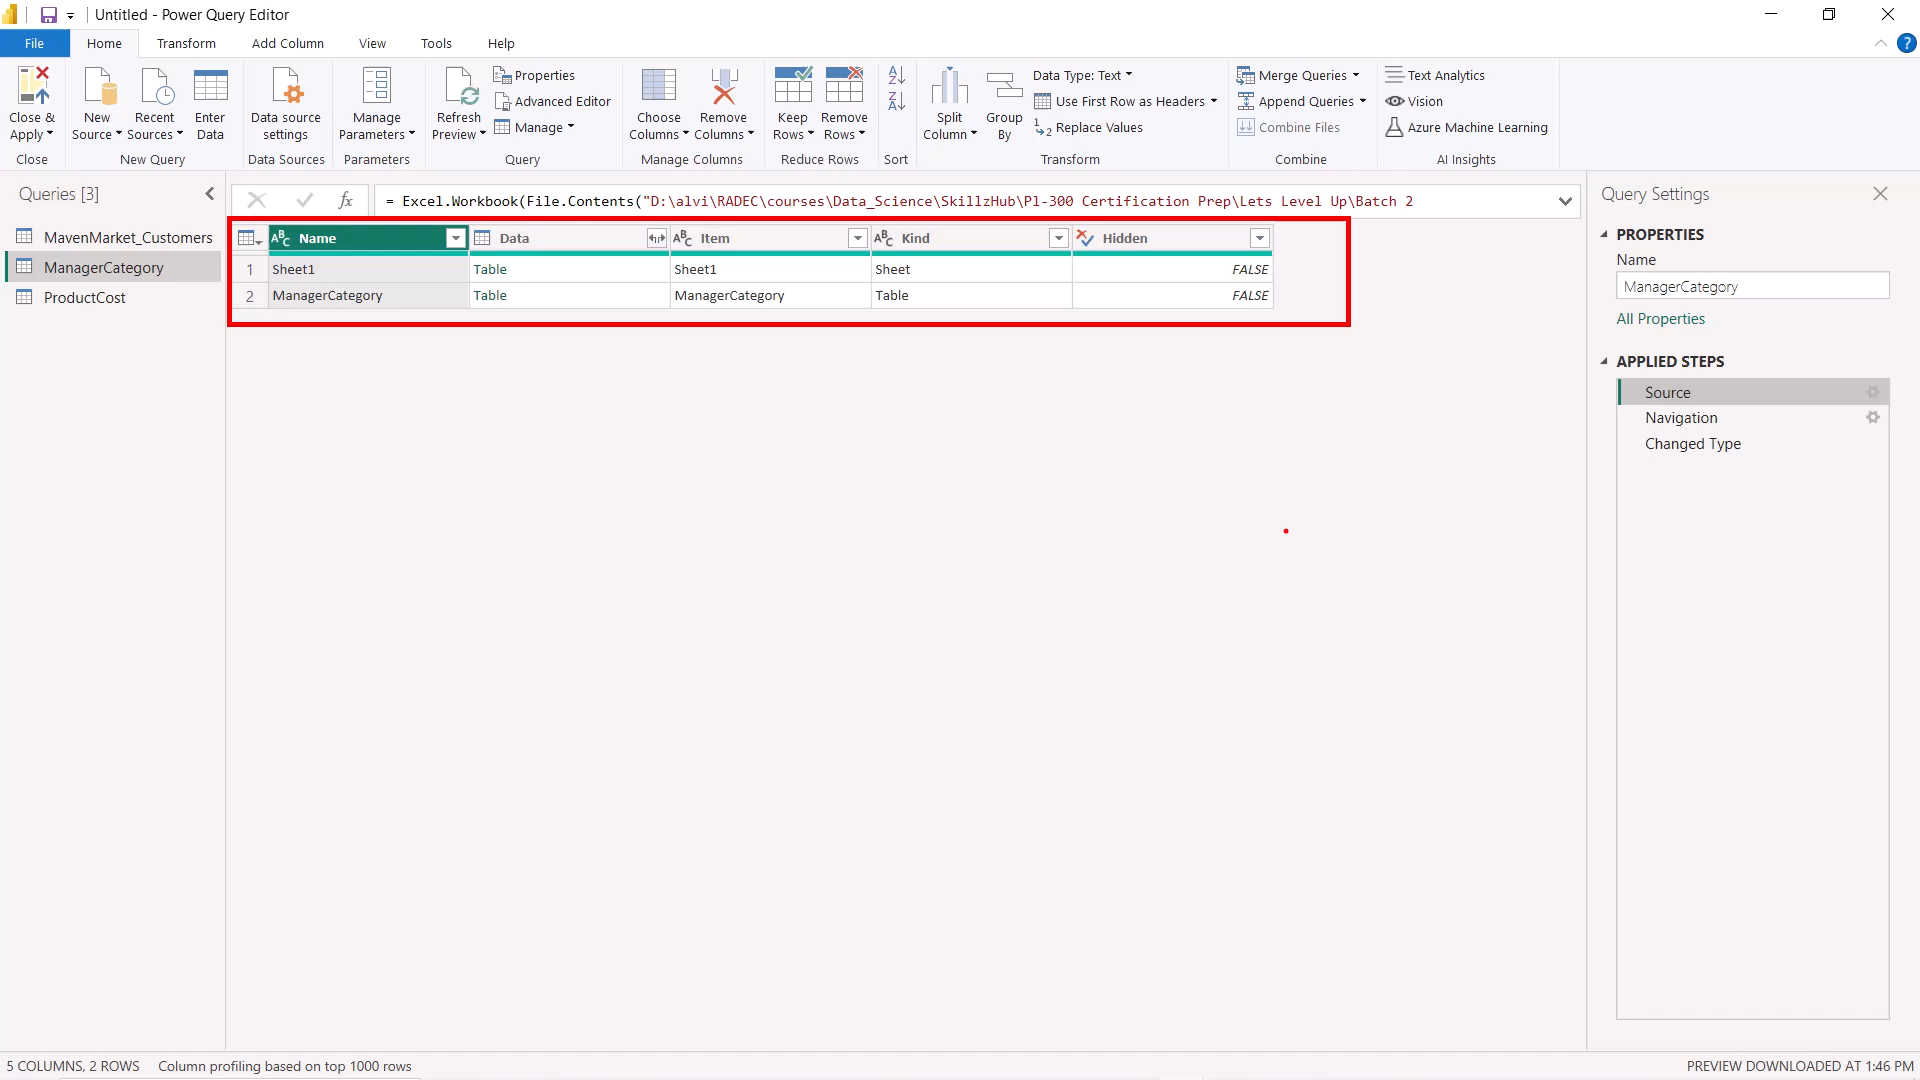 Untitled - Power Query Editor
File Home Transform Add Column View Tools Help
Close & Apply
New Source
Recent Sources
Enter Data
Data source settings
Manage Parameters
Refresh Preview
Properties
Advanced Editor
Manage
Choose Columns
Remove Columns
Keep Rows
Remove Rows
Split Column
Group By
Data Type: Text
Use First Row as Headers
Replace Values
Merge Queries
Append Queries
Combine Files
Text Analytics
Vision
Azure Machine Learning
Close New Query Data Sources Parameters Query Manage Columns Reduce Rows Sort Transform Combine AI Insights
Queries [3]
MavenMarket_Customers
ManagerCategory
ProductCost
fx = Excel.Workbook(File.Contents("D:\alvi\RADEC\courses\Data_Science\SkillzHub\Pl-300 Certification Prep\Lets Level Up\Batch 2
Name Data Item Kind Hidden
1 Sheet1 Table Sheet1 Sheet FALSE
2 ManagerCategory Table ManagerCategory Table FALSE
Query Settings
PROPERTIES
Name
ManagerCategory
All Properties
APPLIED STEPS
Source
Navigation
Changed Type
5 COLUMNS, 2 ROWS Column profiling based on top 1000 rows
PREVIEW DOWNLOADED AT 1:46 PM